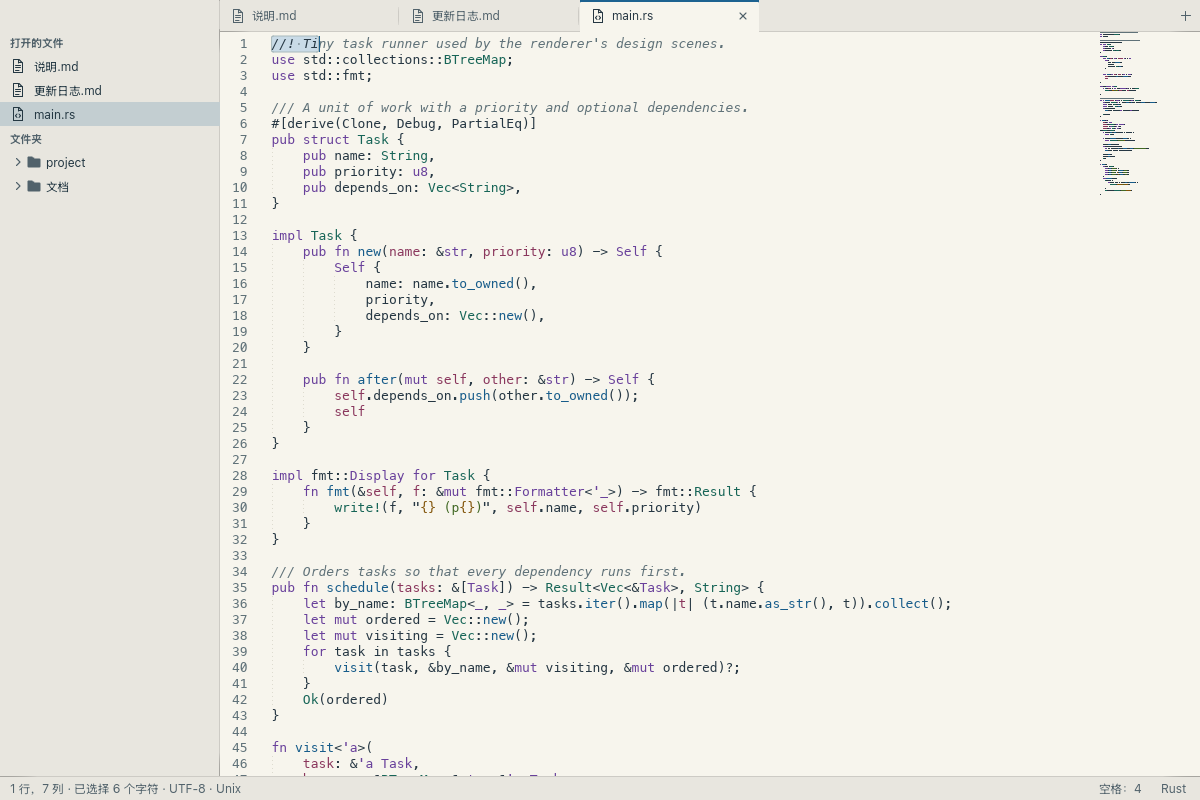 说明.md
更新日志.md
main.rs
打开的文件
说明.md
更新日志.md
main.rs
文件夹
project
文档
1 //! Tiny task runner used by the renderer's design scenes.
2 use std::collections::BTreeMap;
3 use std::fmt;
4
5 /// A unit of work with a priority and optional dependencies.
6 #[derive(Clone, Debug, PartialEq)]
7 pub struct Task {
8     pub name: String,
9     pub priority: u8,
10     pub depends_on: Vec<String>,
11 }
12
13 impl Task {
14     pub fn new(name: &str, priority: u8) -> Self {
15         Self {
16             name: name.to_owned(),
17             priority,
18             depends_on: Vec::new(),
19         }
20     }
21
22     pub fn after(mut self, other: &str) -> Self {
23         self.depends_on.push(other.to_owned());
24         self
25     }
26 }
27
28 impl fmt::Display for Task {
29     fn fmt(&self, f: &mut fmt::Formatter<'_>) -> fmt::Result {
30         write!(f, "{} (p{})", self.name, self.priority)
31     }
32 }
33
34 /// Orders tasks so that every dependency runs first.
35 pub fn schedule(tasks: &[Task]) -> Result<Vec<&Task>, String> {
36     let by_name: BTreeMap<_, _> = tasks.iter().map(|t| (t.name.as_str(), t)).collect();
37     let mut ordered = Vec::new();
38     let mut visiting = Vec::new();
39     for task in tasks {
40         visit(task, &by_name, &mut visiting, &mut ordered)?;
41     }
42     Ok(ordered)
43 }
44
45 fn visit<'a>(
46     task: &'a Task,
1 行，7 列 · 已选择 6 个字符 · UTF-8 · Unix
空格：4
Rust